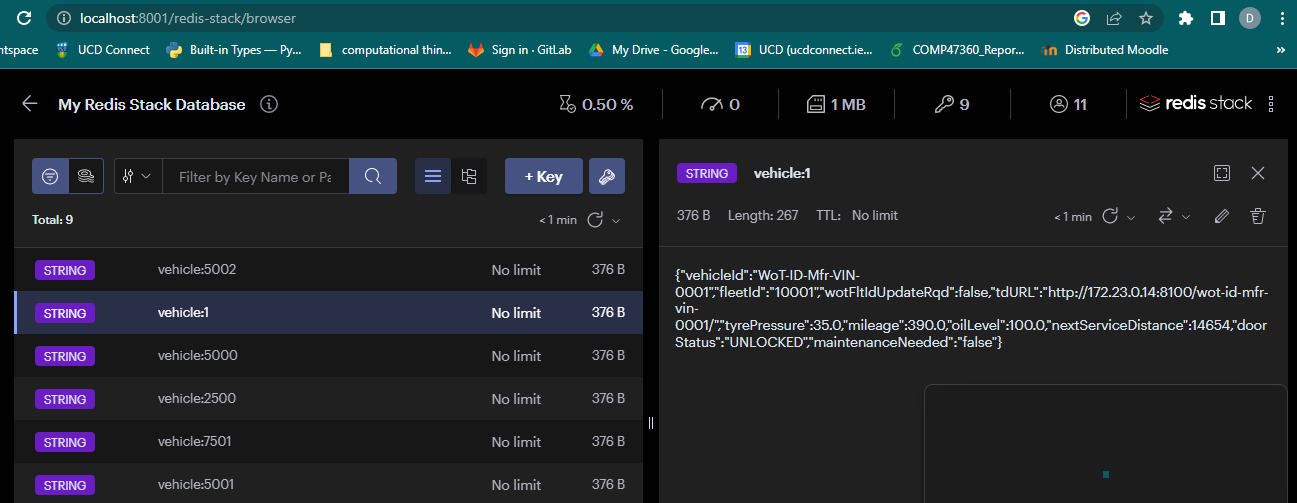 localhost:8001/redis-stack/browser
D
ntspace UCD Connect Built-in Types — Py... computational thin... Sign in · GitLab My Drive - Google... 13 UCD (ucdconnect.ie... COMP47360_Repor... Distributed Moodle »
My Redis Stack Database 0.50 % 0 1 MB 9 11 redis stack
Filter by Key Name or Pa
+ Key
Total: 9 < 1 min
STRING vehicle:5002 No limit 376 B
STRING vehicle:1 No limit 376 B
STRING vehicle:5000 No limit 376 B
STRING vehicle:2500 No limit 376 B
STRING vehicle:7501 No limit 376 B
STRING vehicle:5001 No limit 376 B
STRING vehicle:1
376 B Length: 267 TTL: No limit < 1 min
{"vehicleId":"WoT-ID-Mfr-VIN-
0001","fleetId":"10001","wotFltIdUpdateRqd":false,"tdURL":"http://172.23.0.14:8100/wot-id-mfr-
vin-
0001/","tyrePressure":35.0,"mileage":390.0,"oilLevel":100.0,"nextServiceDistance":14654,"door
Status":"UNLOCKED","maintenanceNeeded":"false"}